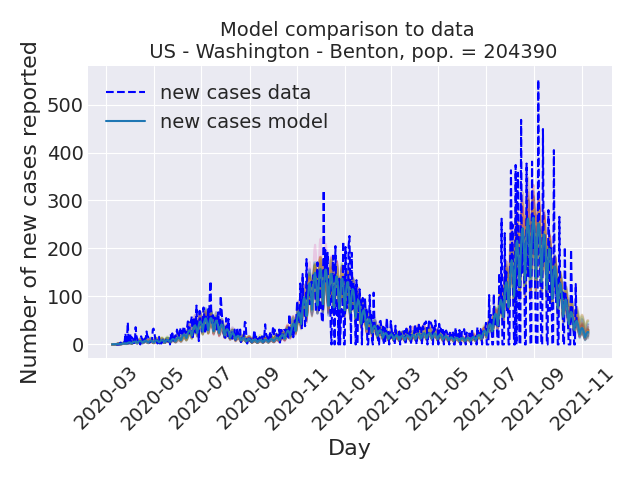 Model comparison to data
US - Washington - Benton, pop. = 204390
Number of new cases reported
500
400
300
200
100
0
new cases data
new cases model
2020-03
2020-05
2020-07
2020-09
2020-11
2021-01
2021-03
2021-05
2021-07
2021-09
2021-11
Day